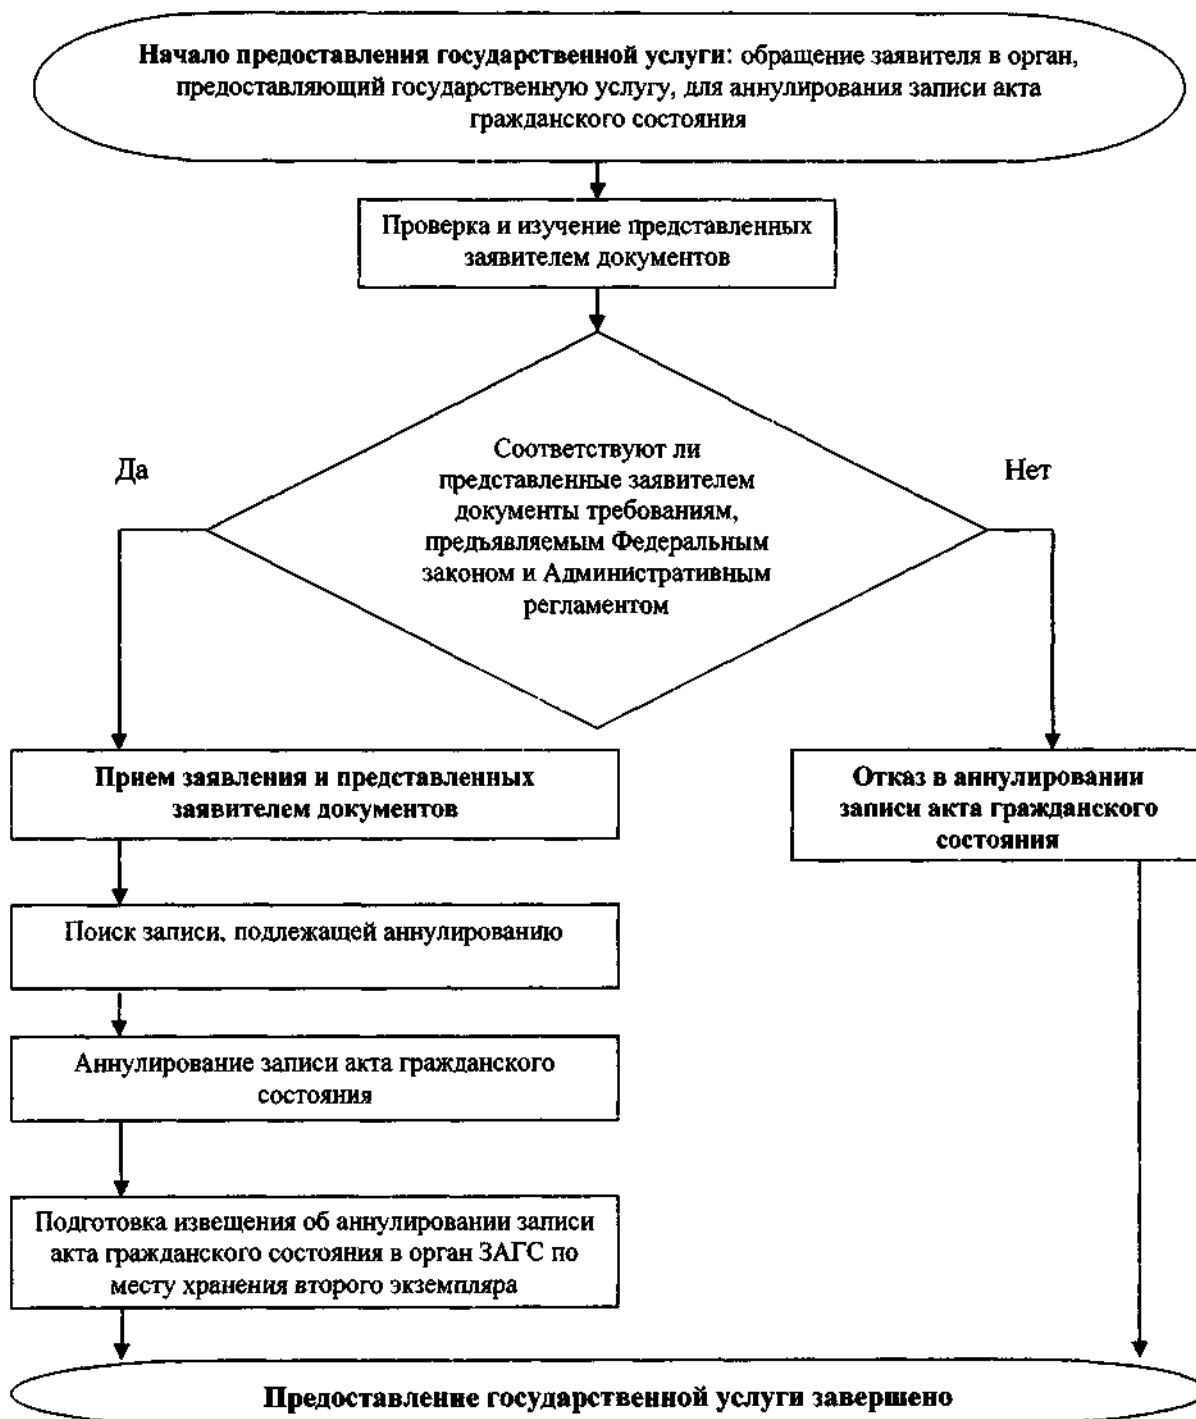 Начало предоставления государственной услуги: обращение заявителя в орган,
предоставляющий государственную услугу, для аннулирования записи акта
гражданского состояния
Проверка и изучение представленных
заявителем документов
Соответствуют ли
представленные заявителем
документы требованиям,
предъявляемым Федеральным
законом и Административным
регламентом
Да
Нет
Прием заявления и представленных
заявителем документов
Отказ в аннулировании
записи акта гражданского
состояния
Поиск записи, подлежащей аннулированию
Аннулирование записи акта гражданского
состояния
Подготовка извещения об аннулировании записи
акта гражданского состояния в орган ЗАГС по
месту хранения второго экземпляра
Предоставление государственной услуги завершено